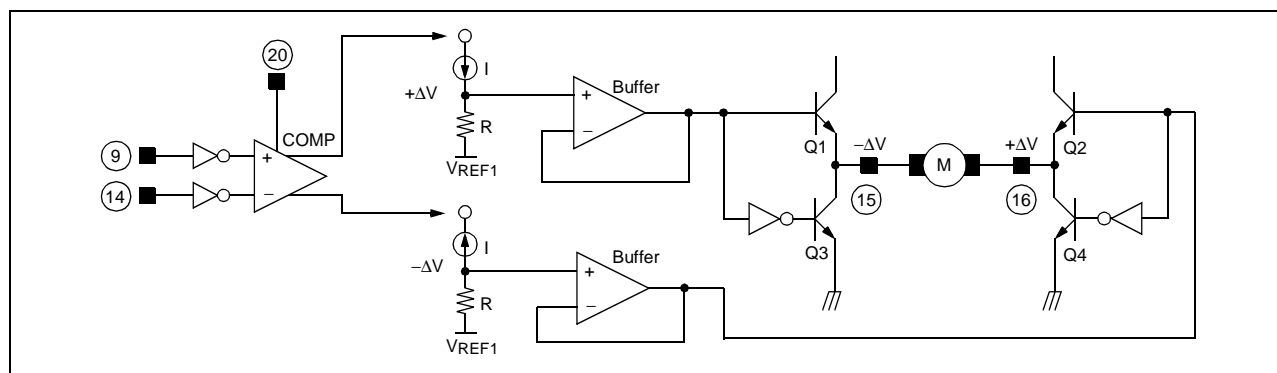 20
COMP
9
14
+
−
I
+ΔV
R
VREF1
Buffer
+
−
Q1
Q3
−ΔV
15
M
+ΔV
16
Q2
Q4
I
−ΔV
R
VREF1
Buffer
+
−